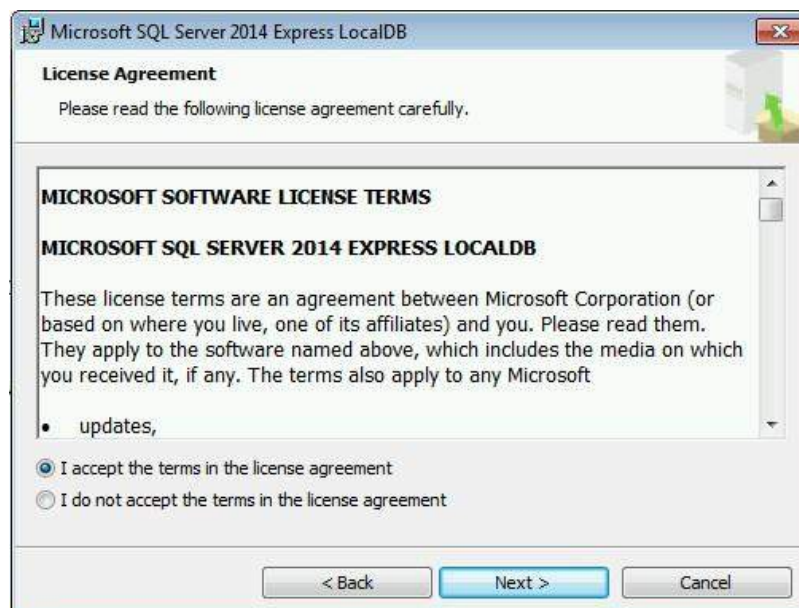 Microsoft SQL Server 2014 Express LocalDB
License Agreement
Please read the following license agreement carefully.
MICROSOFT SOFTWARE LICENSE TERMS
MICROSOFT SQL SERVER 2014 EXPRESS LOCALDB
These license terms are an agreement between Microsoft Corporation (or
based on where you live, one of its affiliates) and you. Please read them.
They apply to the software named above, which includes the media on which
you received it, if any. The terms also apply to any Microsoft
• updates,
I accept the terms in the license agreement
I do not accept the terms in the license agreement
< Back
Next >
Cancel